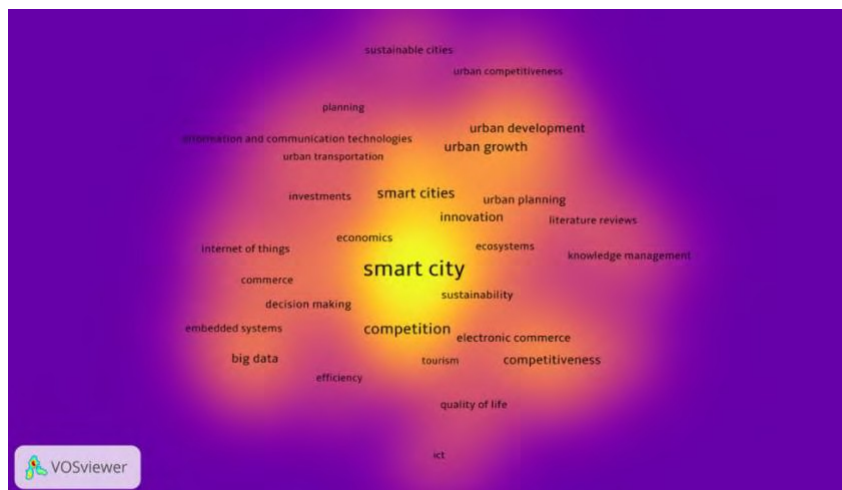 sustainable cities
urban competitiveness
planning
urban development
information and communication technologies
urban growth
urban transportation
smart cities
investments
urban planning
innovation
literature reviews
economics
ecosystems
internet of things
knowledge management
smart city
commerce
sustainability
decision making
embedded systems
competition
electronic commerce
big data
tourism
competitiveness
efficiency
quality of life
ict
VOSviewer